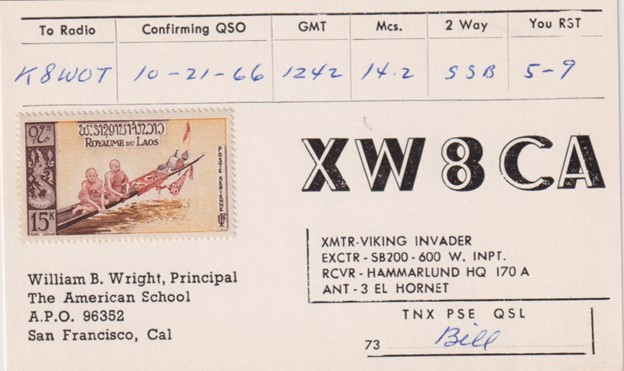 To Radio Confirming QSO GMT Mcs. 2 Way You RST
K8WOT 10-21-66 1242 14.2 SSB 5-9
ROYAUME DU LAOS
POSTE AERIENNE
15K
XW8CA
XMTR-VIKING INVADER
EXCTR - SB200 - 600 W. INPT.
RCVR - HAMMARLUND HQ 170 A
ANT - 3 EL HORNET
William B. Wright, Principal
The American School
A.P.O. 96352
San Francisco, Cal
TNX PSE QSL
73 Bill